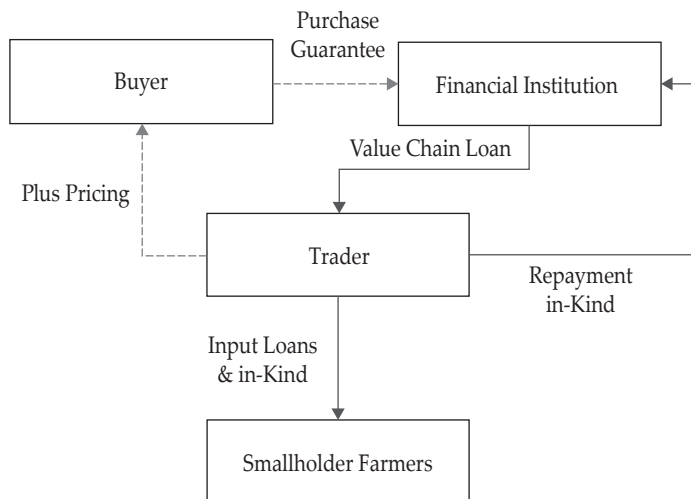 Purchase
Guarantee
Buyer
Financial Institution
Value Chain Loan
Plus Pricing
Trader
Repayment
in-Kind
Input Loans
& in-Kind
Smallholder Farmers